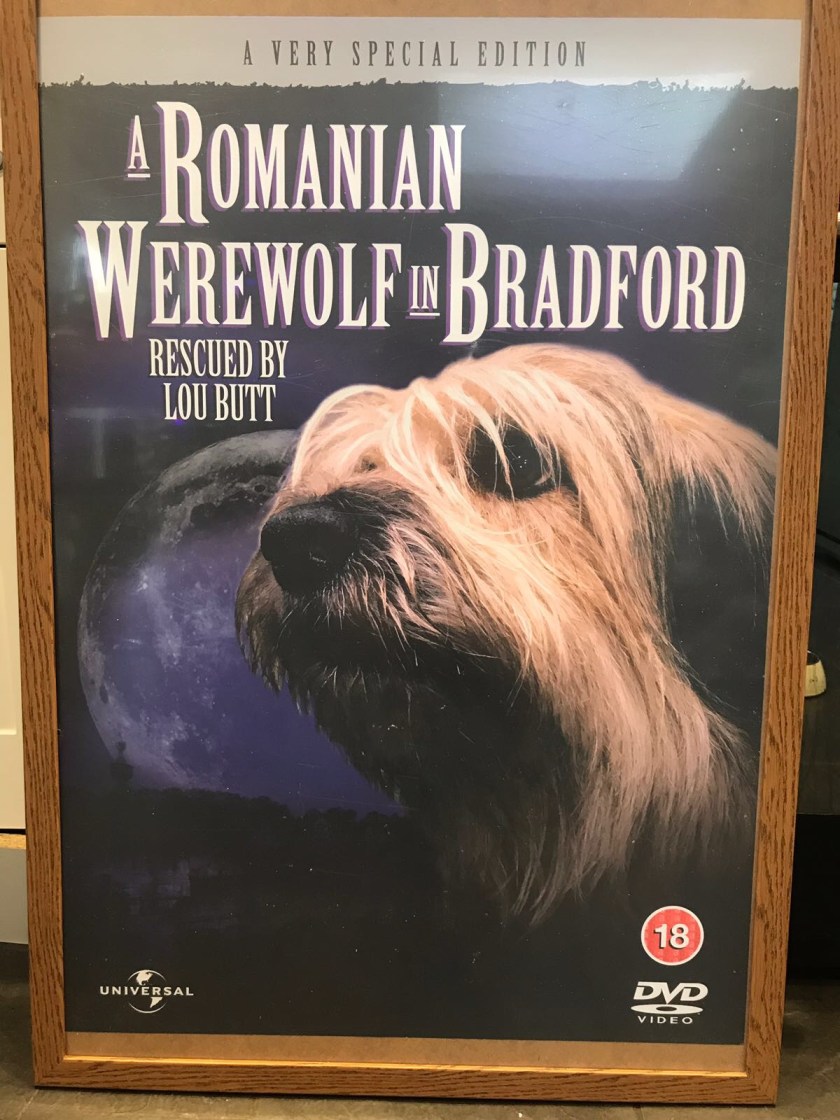 A VERY SPECIAL EDITION
A ROMANIAN
WEREWOLF IN BRADFORD
RESCUED BY
LOU BUTT
18
UNIVERSAL
DVD
VIDEO